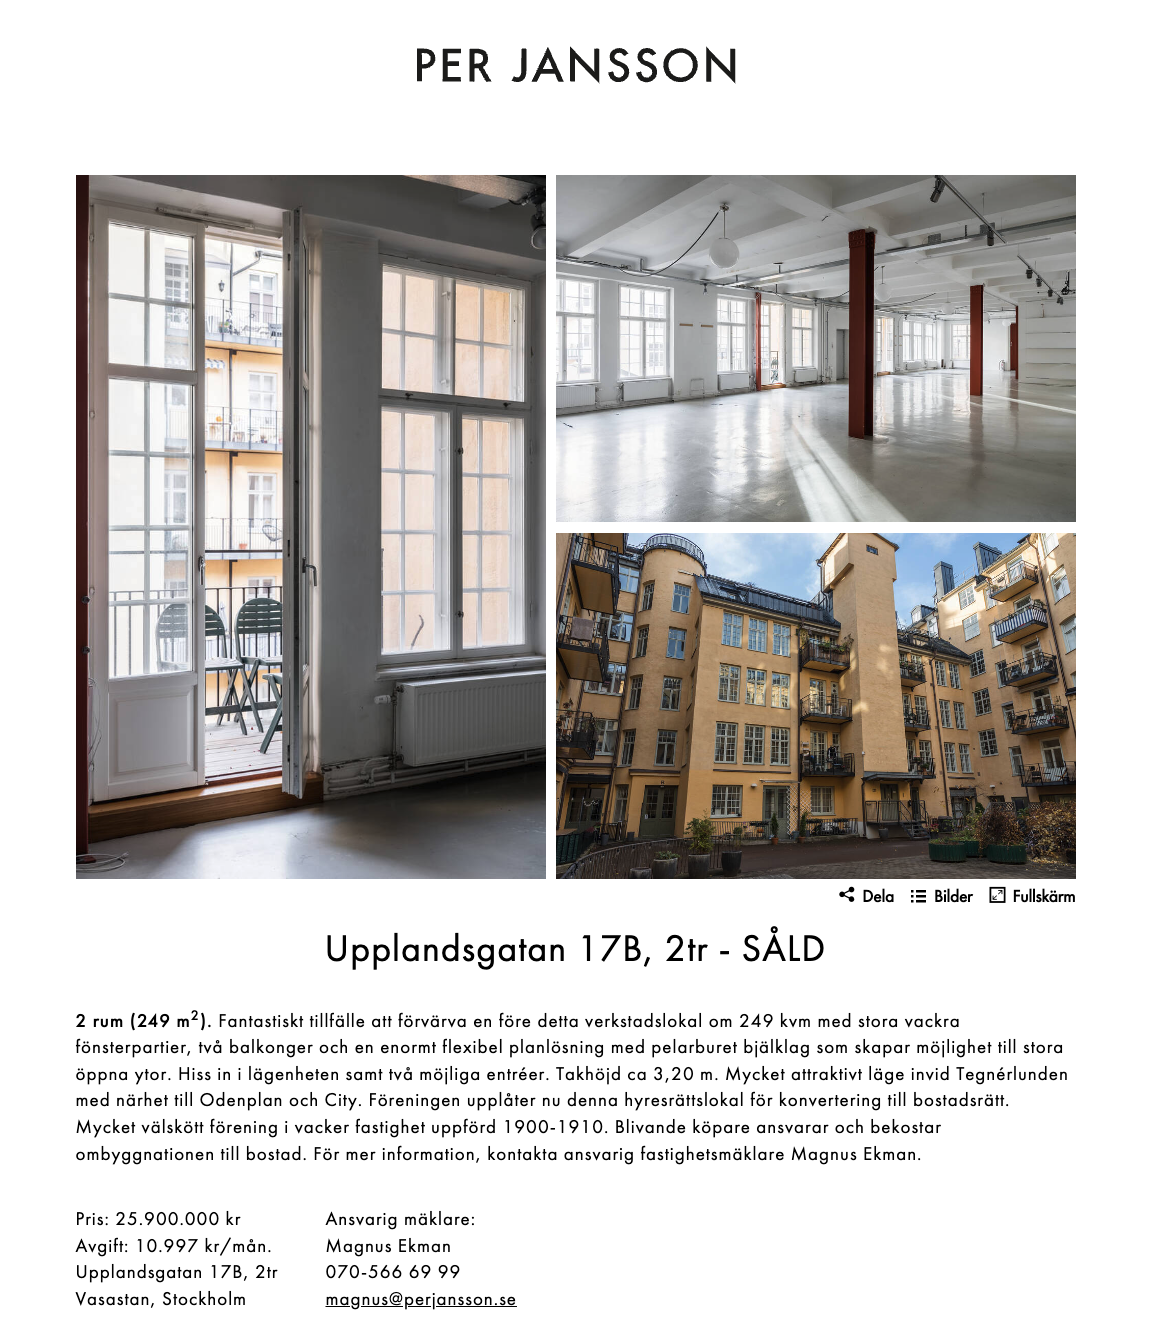 PER JANSSON
Dela
Bilder
Fullskärm
Upplandsgatan 17B, 2tr - SÅLD
2 rum (249 m²). Fantastiskt tillfälle att förvärva en före detta verkstadslokal om 249 kvm med stora vackra
fönsterpartier, två balkonger och en enormt flexibel planlösning med pelarburet bjälklag som skapar möjlighet till stora
öppna ytor. Hiss in i lägenheten samt två möjliga entréer. Takhöjd ca 3,20 m. Mycket attraktivt läge invid Tegnérlunden
med närhet till Odenplan och City. Föreningen upplåter nu denna hyresrättslokal för konvertering till bostadsrätt.
Mycket välskött förening i vacker fastighet uppförd 1900-1910. Blivande köpare ansvarar och bekostar
ombyggnationen till bostad. För mer information, kontakta ansvarig fastighetsmäklare Magnus Ekman.
Pris: 25.900.000 kr
Avgift: 10.997 kr/mån.
Upplandsgatan 17B, 2tr
Vasastan, Stockholm
Ansvarig mäklare:
Magnus Ekman
070-566 69 99
magnus@perjansson.se